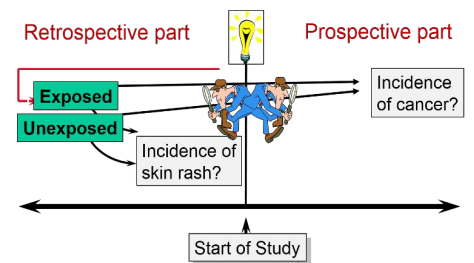 Retrospective part
Prospective part
Exposed
Unexposed
Incidence
of cancer?
Incidence of
skin rash?
Start of Study